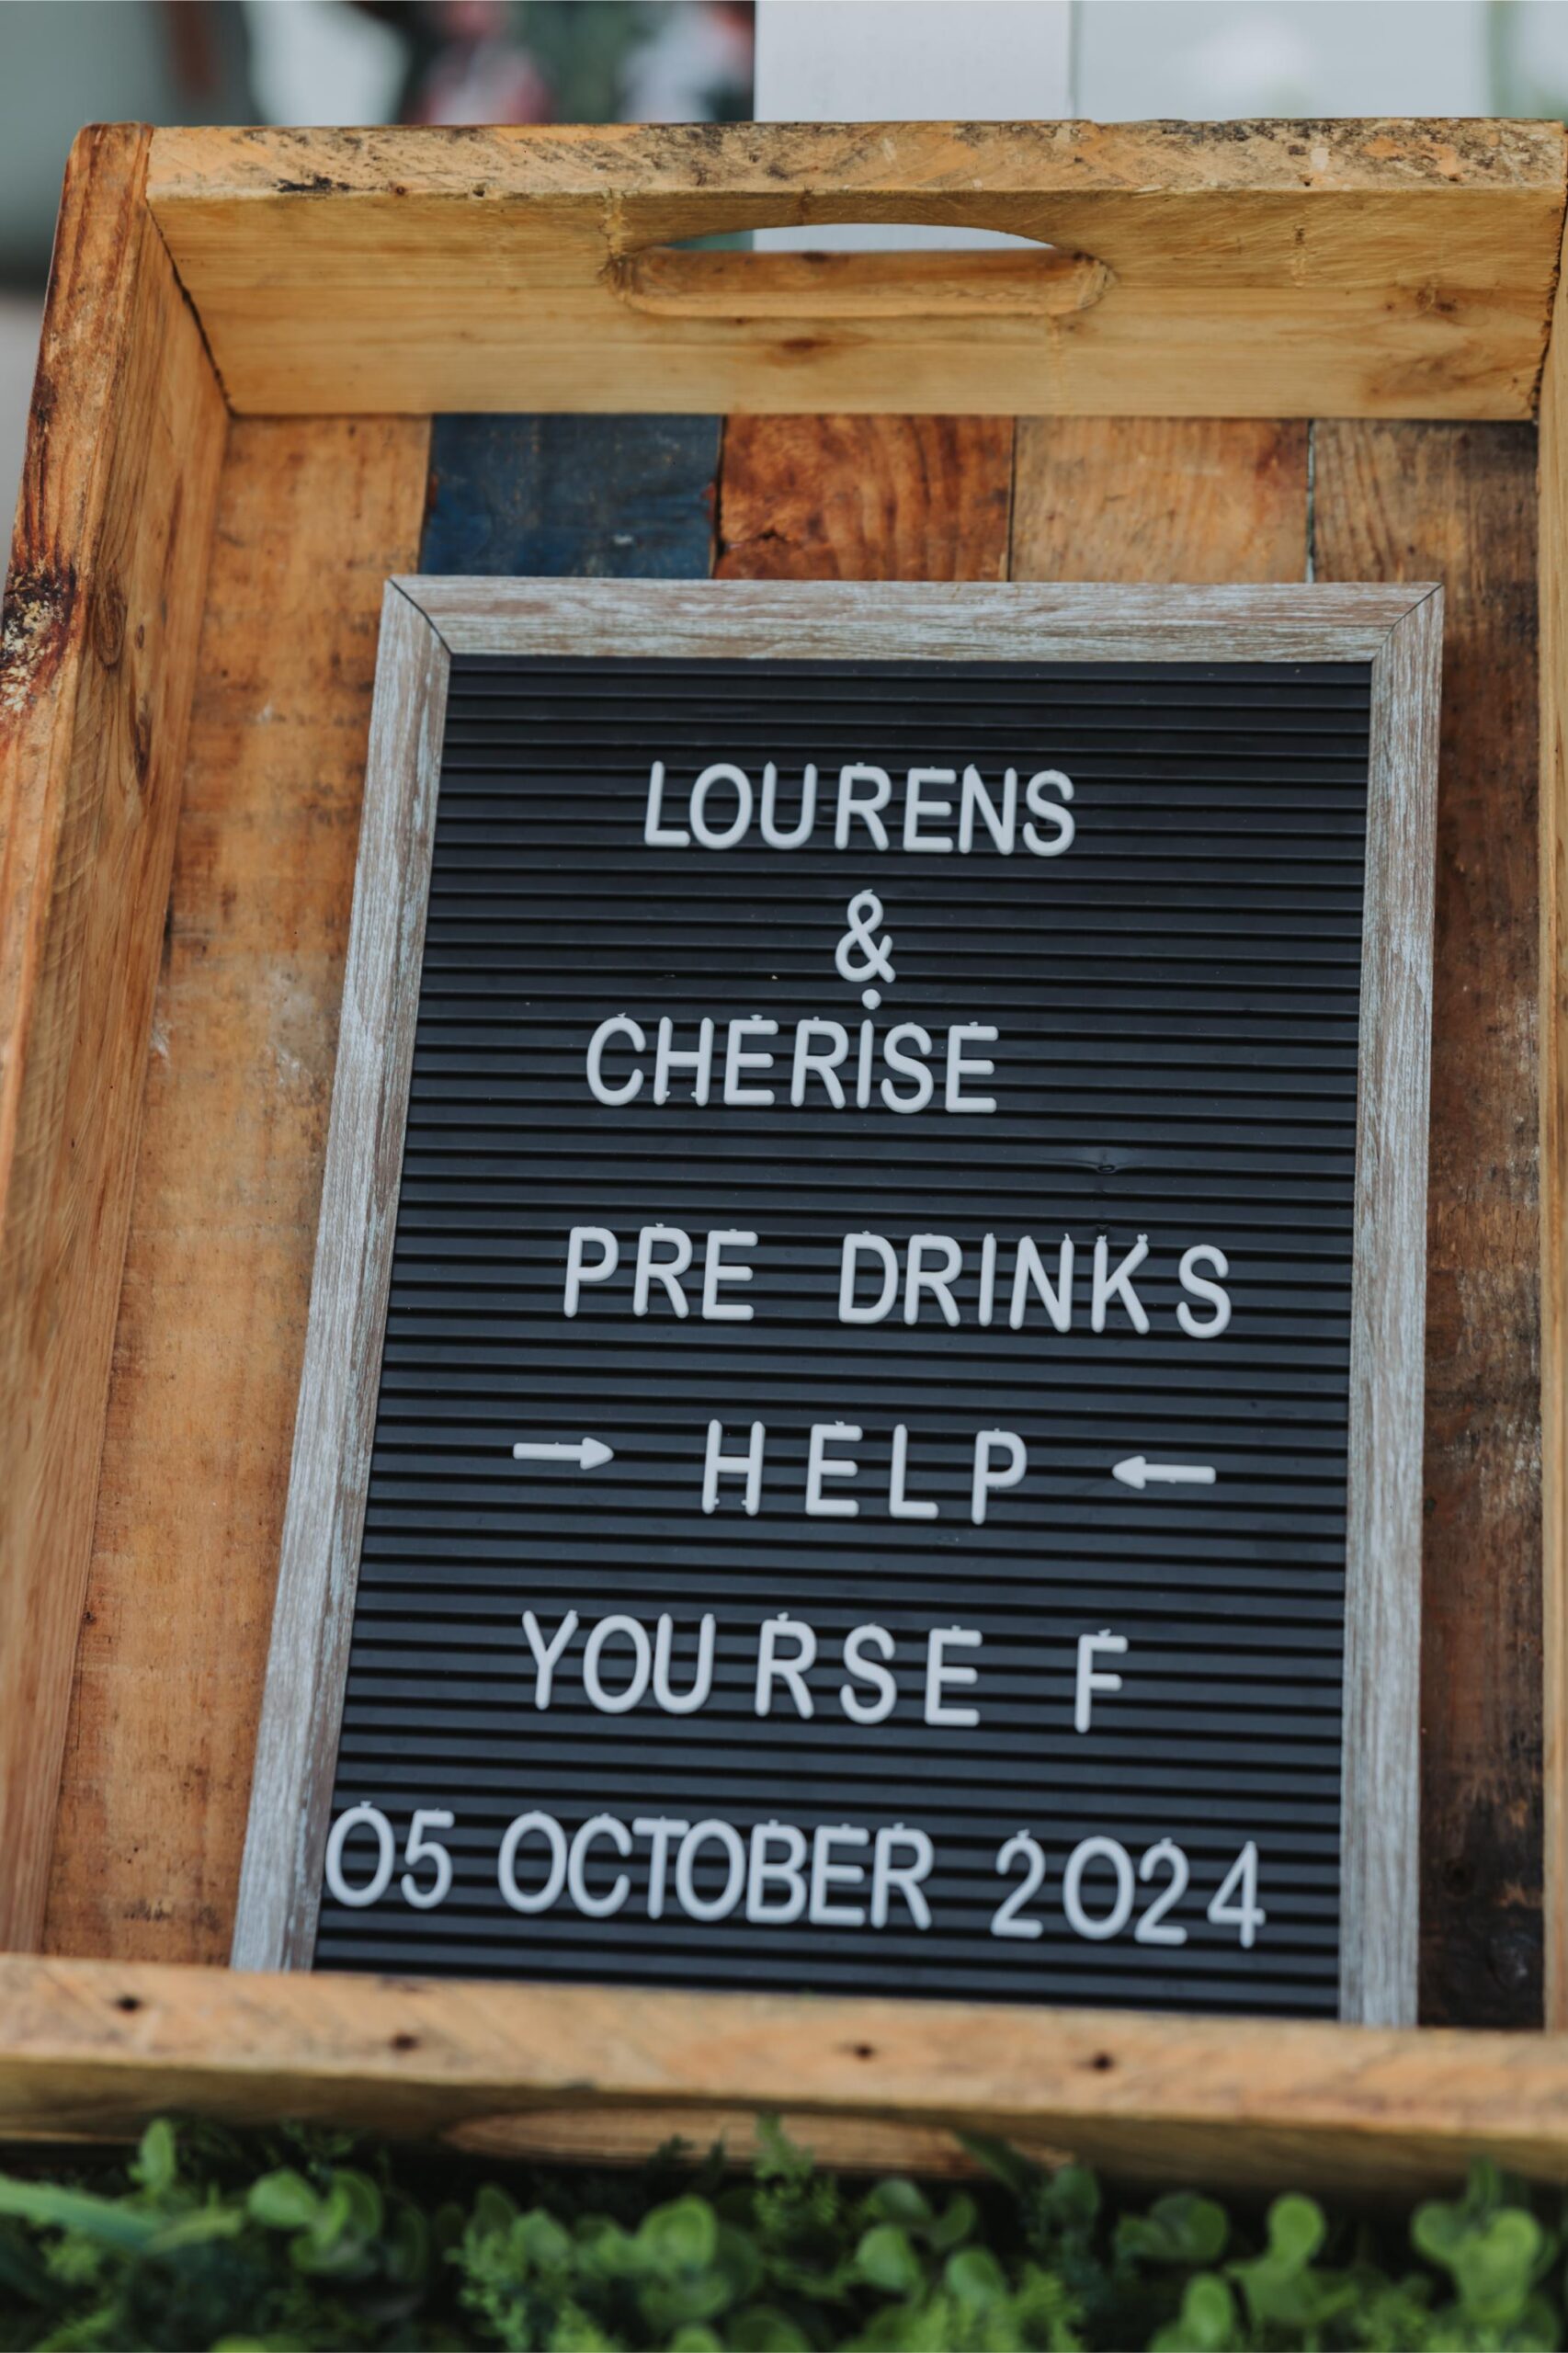 LOURENS
&
CHERISE
PRE DRINKS
→ HELP ←
YOURSE F
05 OCTOBER 2024